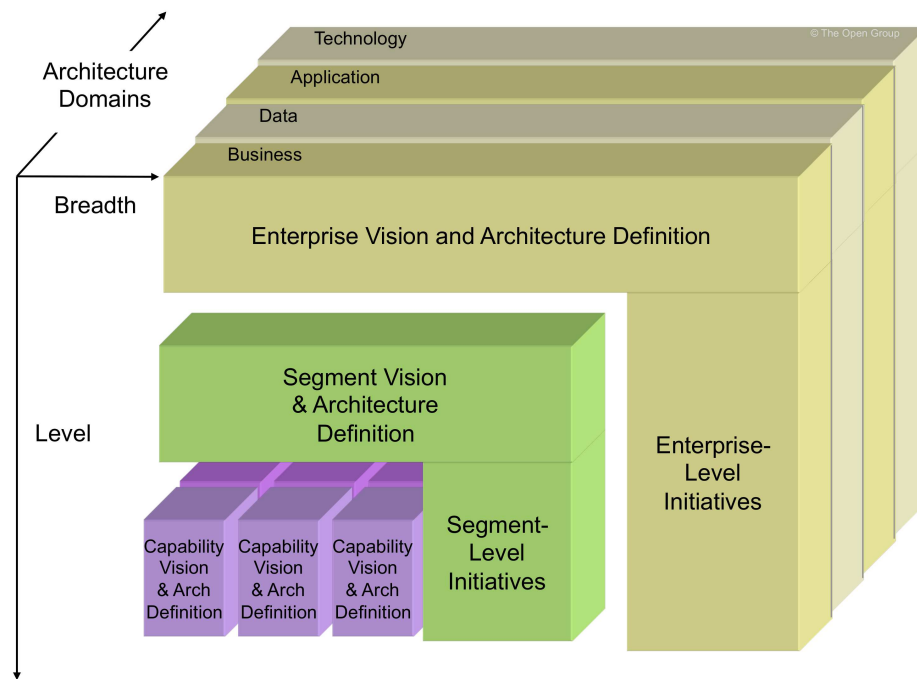 © The Open Group
Technology
Architecture
Domains
Application
Data
Business
Breadth
Enterprise Vision and Architecture Definition
Segment Vision
& Architecture
Definition
Level
Enterprise-
Level
Initiatives
Segment-
Level
Initiatives
Capability
Vision
& Arch
Definition
Capability
Vision
& Arch
Definition
Capability
Vision
& Arch
Definition